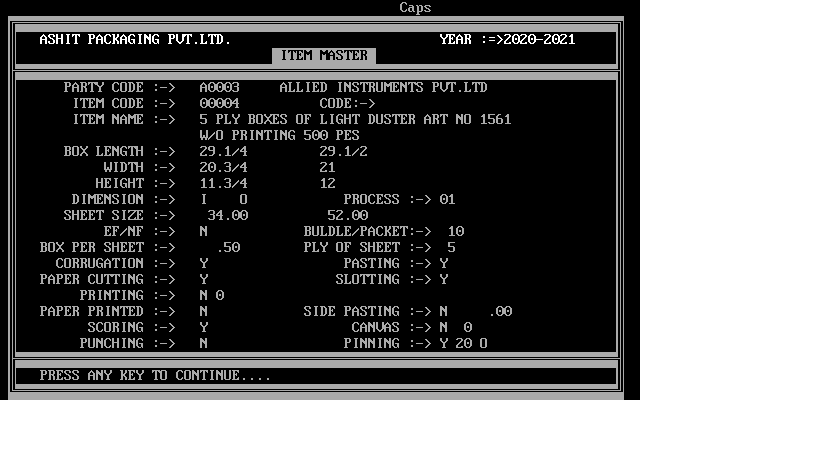 Caps
ASHIT PACKAGING PVT.LTD. YEAR :=>2020-2021
ITEM MASTER
PARTY CODE :-> A0003 ALLIED INSTRUMENTS PVT.LTD
ITEM CODE :-> 00004 CODE:->
ITEM NAME :-> 5 PLY BOXES OF LIGHT DUSTER ART NO 1561
W/O PRINTING 500 PES
BOX LENGTH :-> 29.1/4 29.1/2
WIDTH :-> 20.3/4 21
HEIGHT :-> 11.3/4 12
DIMENSION :-> I O PROCESS :-> 01
SHEET SIZE :-> 34.00 52.00
EF/NF :-> N BULDLE/PACKET:-> 10
BOX PER SHEET :-> .50 PLY OF SHEET :-> 5
CORRUGATION :-> Y PASTING :-> Y
PAPER CUTTING :-> Y SLOTTING :-> Y
PRINTING :-> N 0
PAPER PRINTED :-> N SIDE PASTING :-> N .00
SCORING :-> Y CANVAS :-> N 0
PUNCHING :-> N PINNING :-> Y 20 O
PRESS ANY KEY TO CONTINUE....